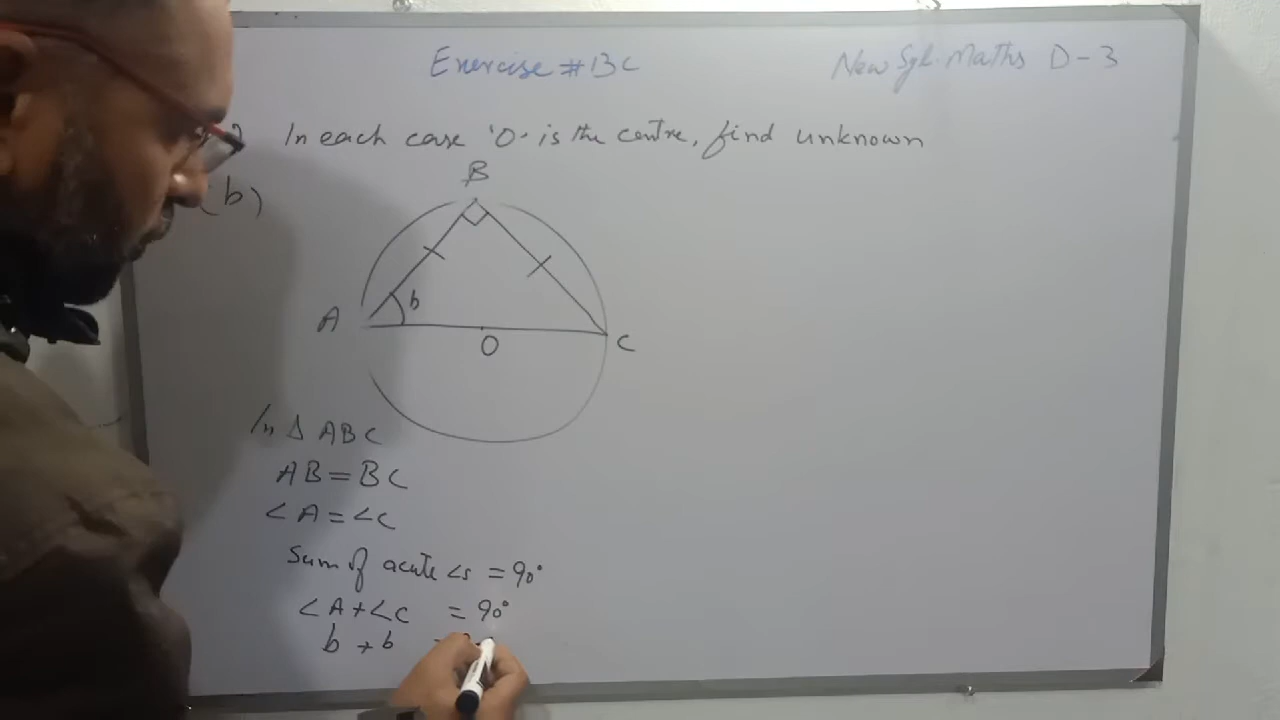 Exercise # 13C
New Syl. Maths D-3
In each case 'O' is the centre, find unknown
(b)
B
b
A
O
C
In Δ ABC
AB = BC
∠A = ∠C
Sum of acute ∠s = 90°
∠A + ∠C = 90°
b + b